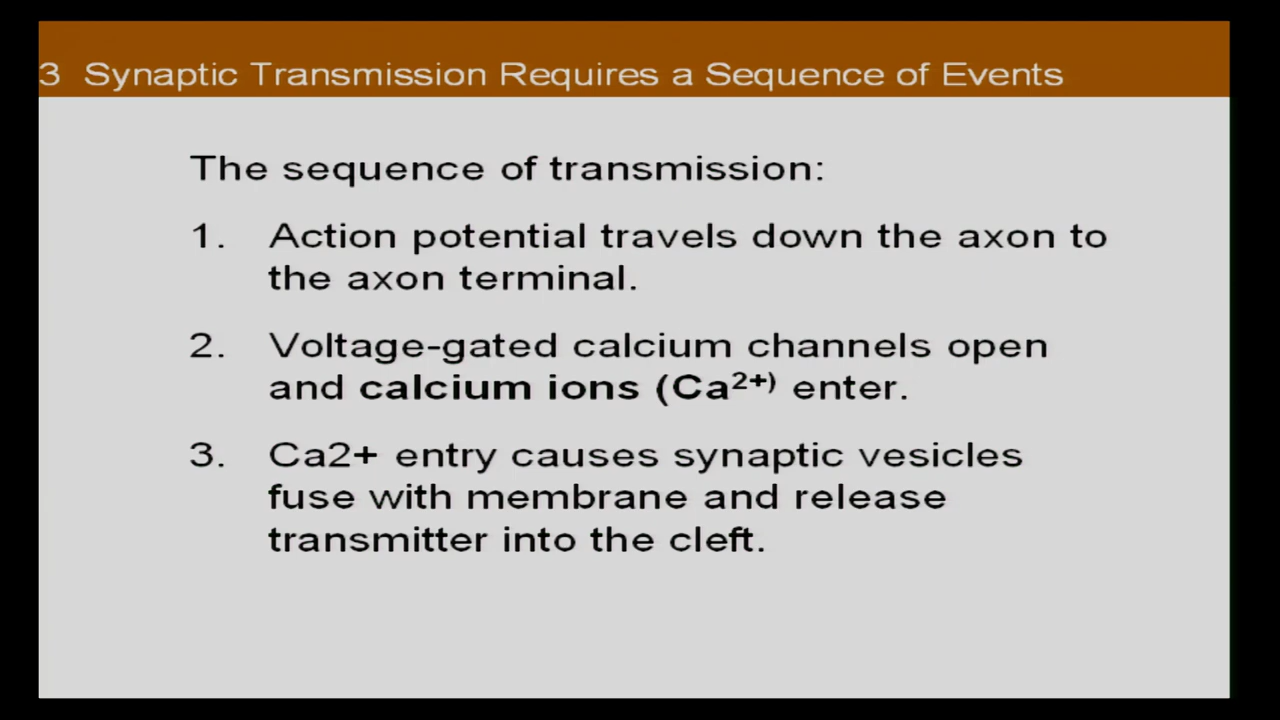 3 Synaptic Transmission Requires a Sequence of Events
The sequence of transmission:
1. Action potential travels down the axon to
the axon terminal.
2. Voltage-gated calcium channels open
and calcium ions (Ca²⁺⁾ enter.
3. Ca2+ entry causes synaptic vesicles
fuse with membrane and release
transmitter into the cleft.